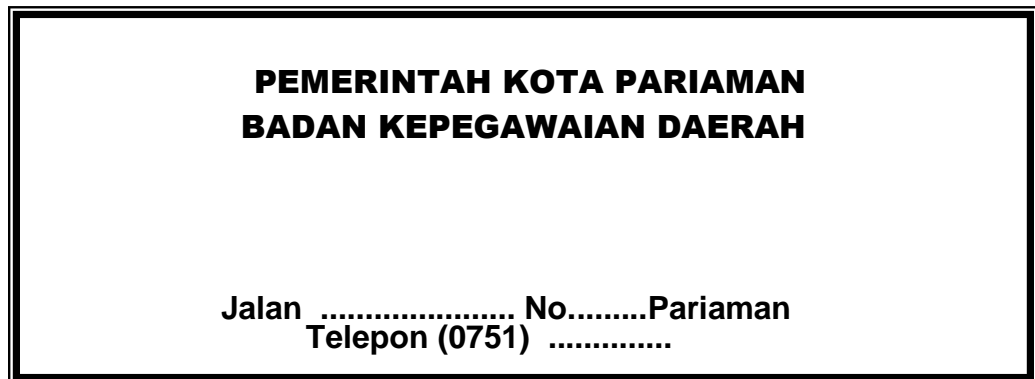 PEMERINTAH KOTA PARIAMAN
BADAN KEPEGAWAIAN DAERAH
Jalan ...................... No.........Pariaman
Telepon (0751) ..............